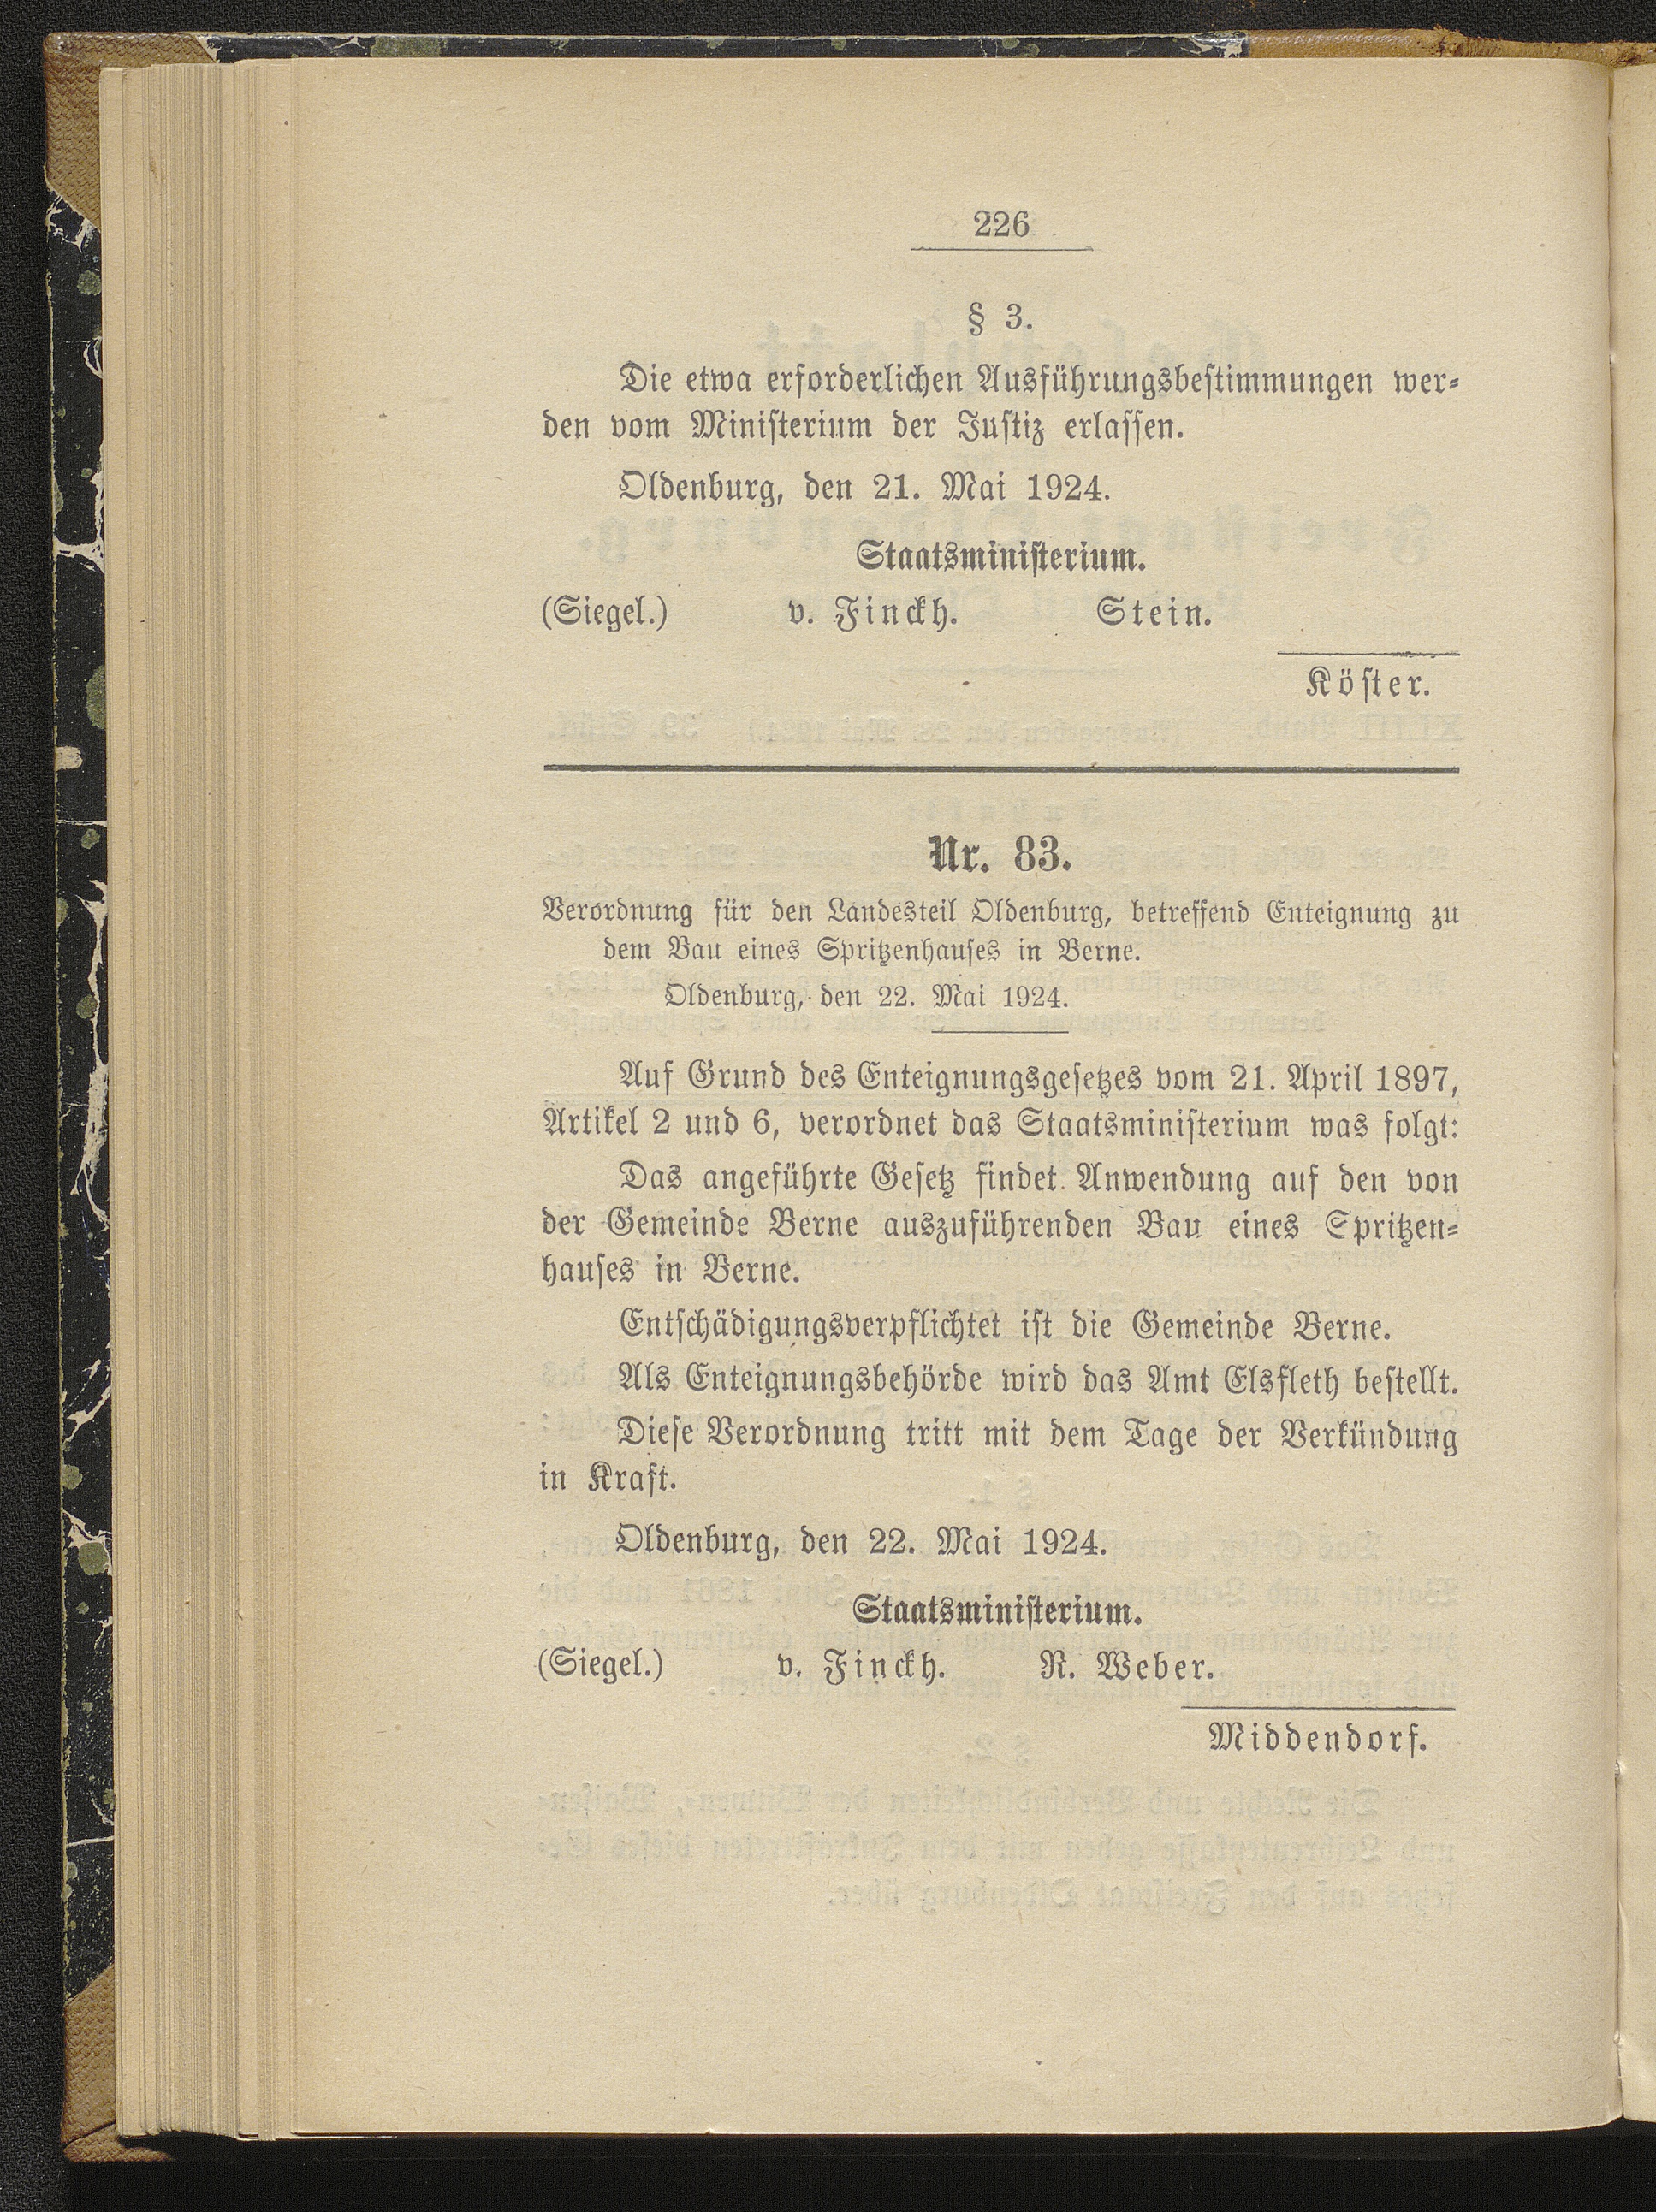 226
§ 3.
Die etwa erforderlichen Ausführungsbestimmungen wer-
den vom Ministerium der Justiz erlassen.
Oldenburg, den 21. Mai 1924.
Staatsministerium.
(Siegel.) v. Finckh. Stein.
Köster.
Nr. 83.
Verordnung für den Landesteil Oldenburg, betreffend Enteignung zu
dem Bau eines Spritzenhauses in Berne.
Oldenburg, den 22. Mai 1924.
Auf Grund des Enteignungsgesetzes vom 21. April 1897,
Artikel 2 und 6, verordnet das Staatsministerium was folgt:
Das angeführte Gesetz findet Anwendung auf den von
der Gemeinde Berne auszuführenden Bau eines Spritzen-
hauses in Berne.
Entschädigungsverpflichtet ist die Gemeinde Berne.
Als Enteignungsbehörde wird das Amt Elsfleth bestellt.
Diese Verordnung tritt mit dem Tage der Verkündung
in Kraft.
Oldenburg, den 22. Mai 1924.
Staatsministerium.
(Siegel.) v. Finckh. R. Weber.
Middendorf.